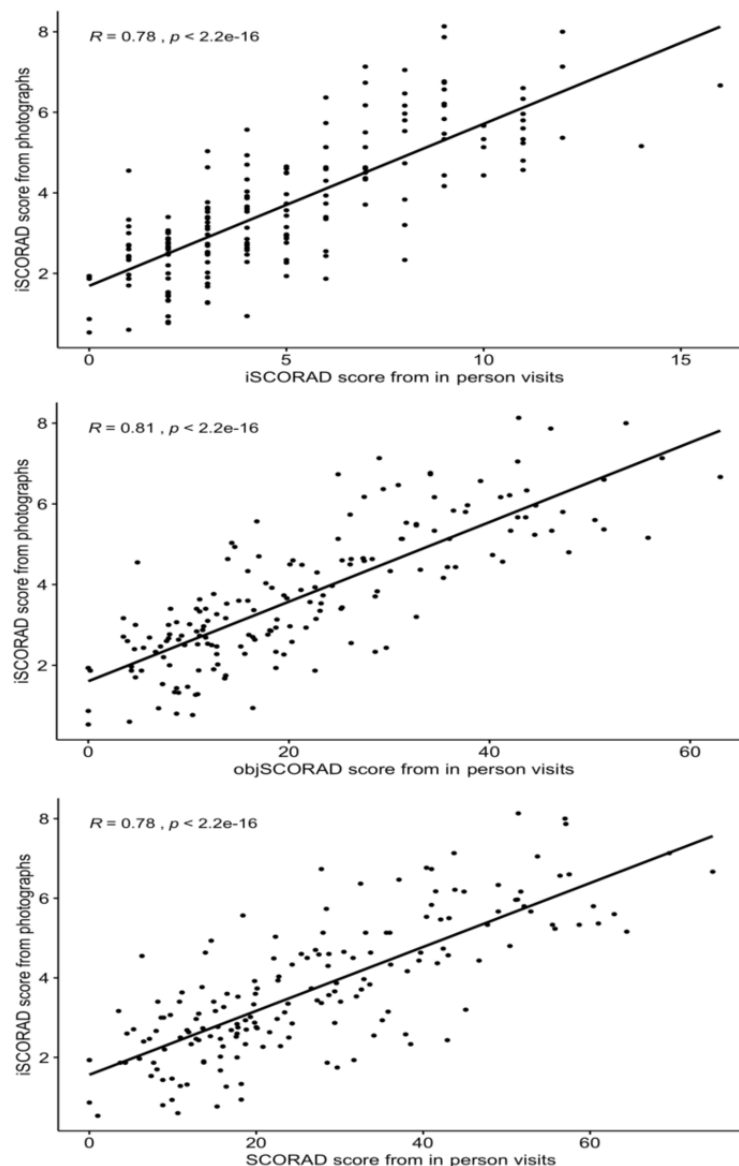 R = 0.78 , p < 2.2e-16
iSCORAD score from photographs
8
6
4
2
0
5
10
15
iSCORAD score from in person visits
R = 0.81 , p < 2.2e-16
iSCORAD score from photographs
8
6
4
2
0
20
40
60
objSCORAD score from in person visits
R = 0.78 , p < 2.2e-16
iSCORAD score from photographs
8
6
4
2
0
20
40
60
SCORAD score from in person visits